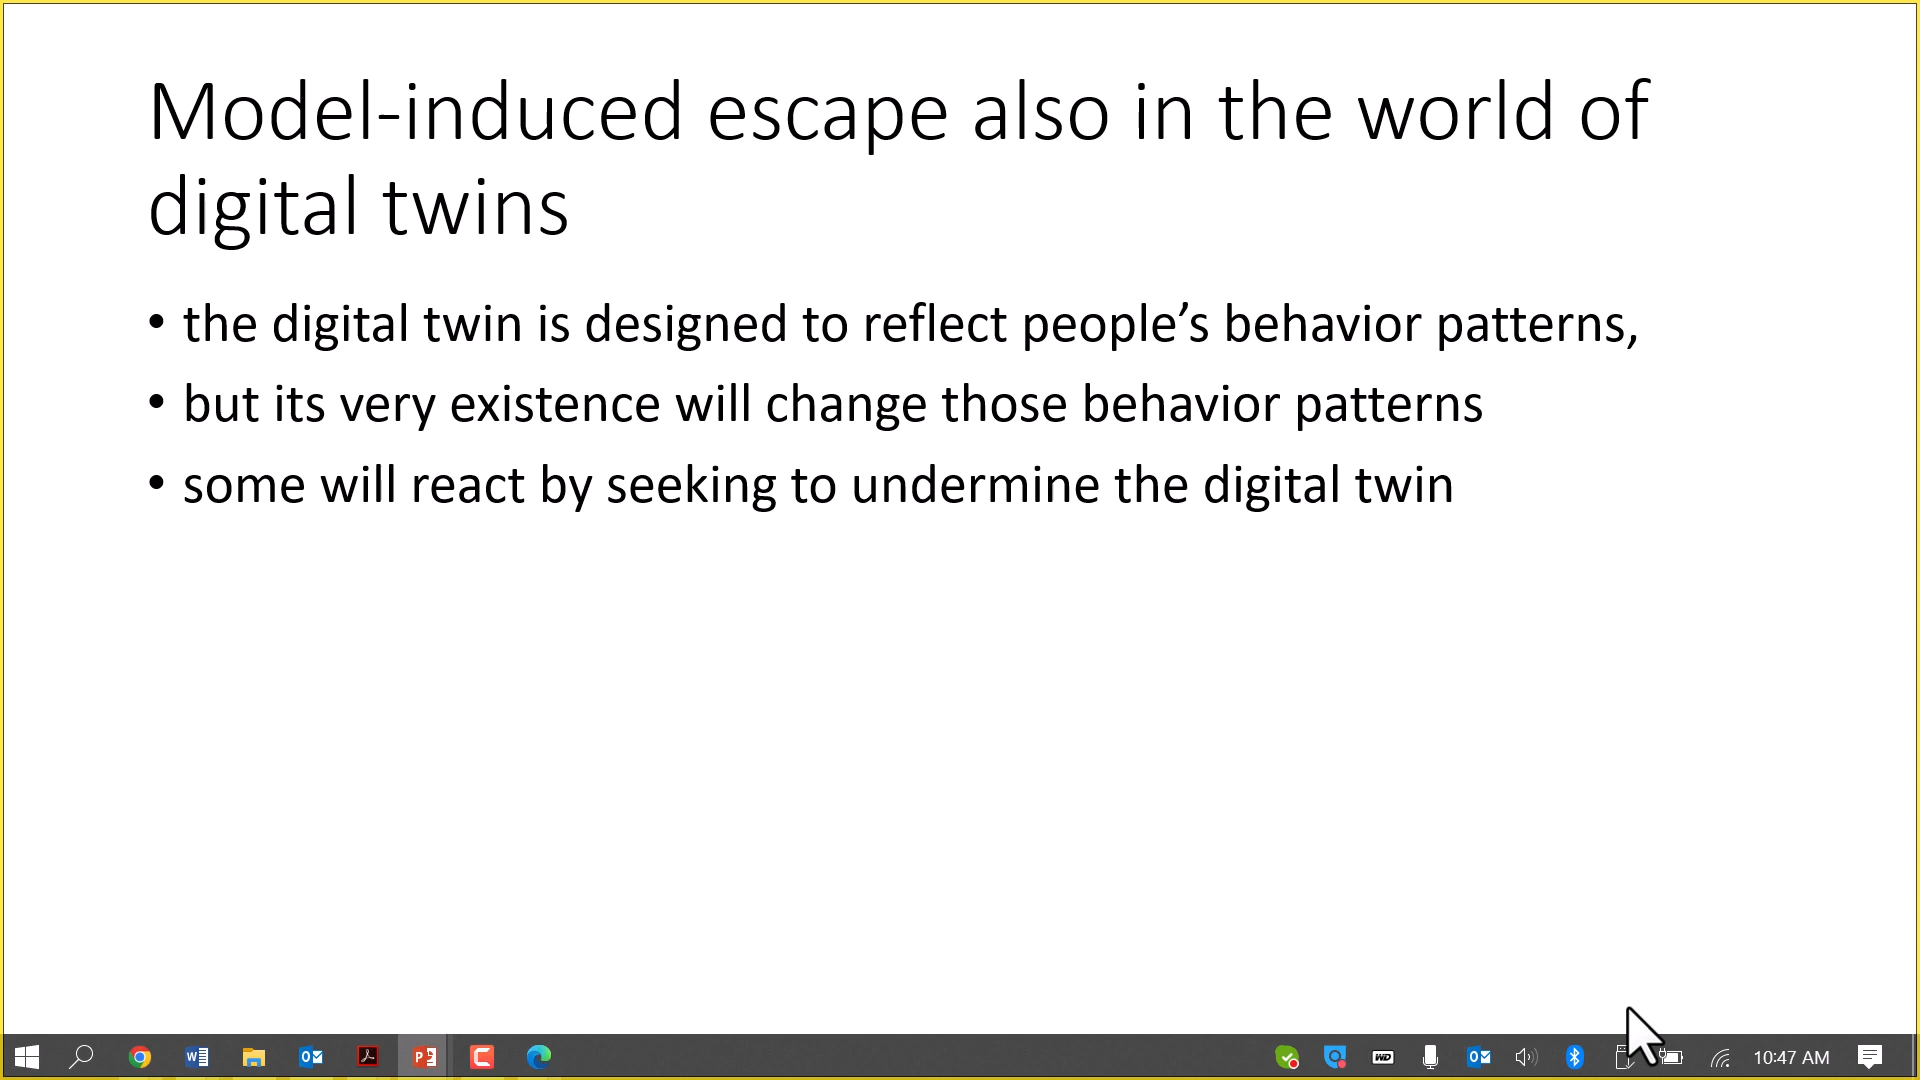 Model-induced escape also in the world of
digital twins
• the digital twin is designed to reflect people’s behavior patterns,
• but its very existence will change those behavior patterns
• some will react by seeking to undermine the digital twin
10:47 AM